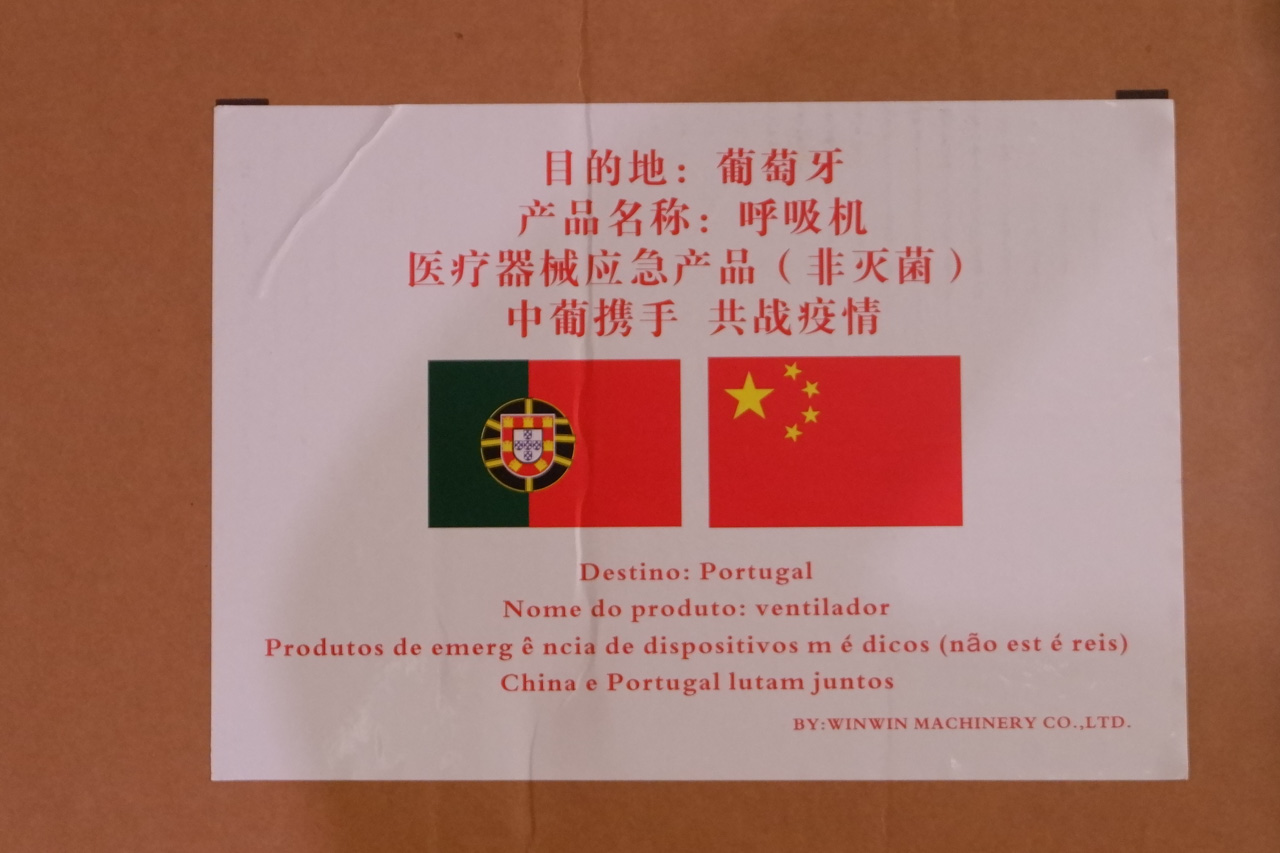 目的地：葡萄牙
产品名称：呼吸机
医疗器械应急产品（非灭菌）
中葡携手 共战疫情
Destino: Portugal
Nome do produto: ventilador
Produtos de emerg ê ncia de dispositivos m é dicos (não est é reis)
China e Portugal lutam juntos
BY:WINWIN MACHINERY CO.,LTD.